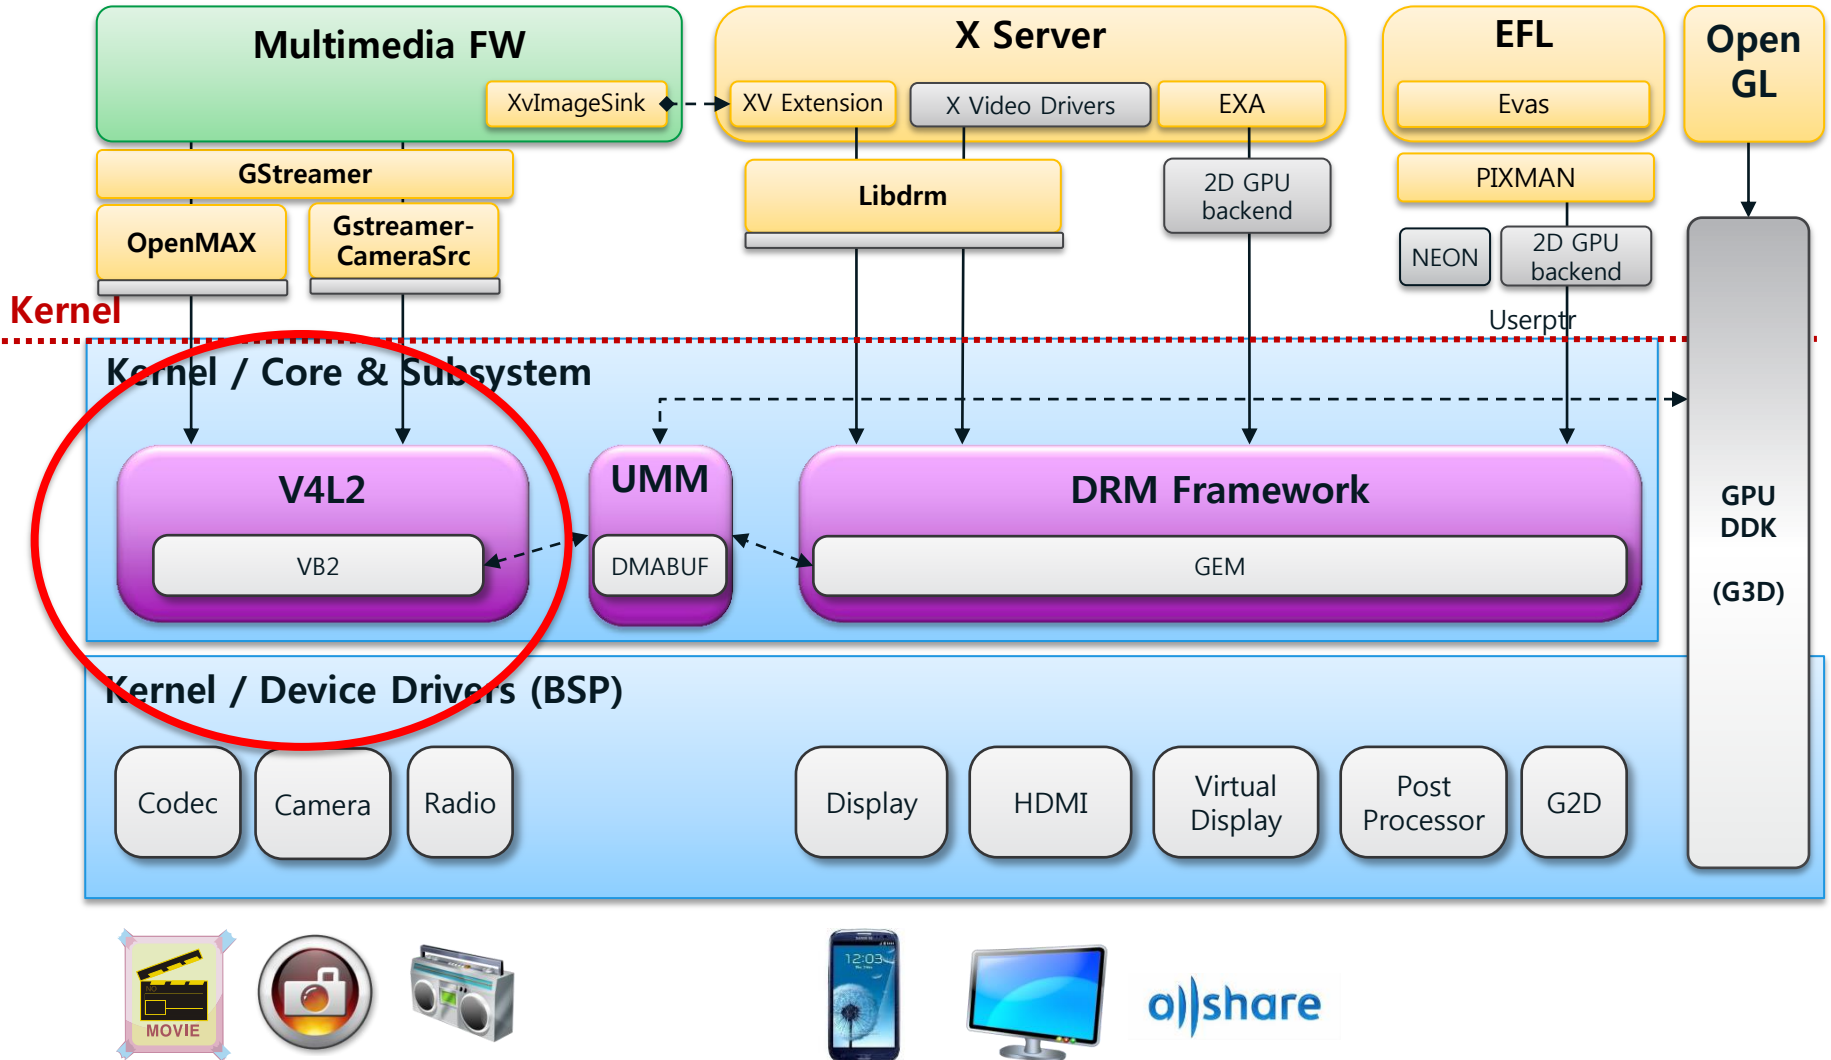 Multimedia FW
X Server
EFL
Open
GL
XvImageSink
XV Extension
X Video Drivers
EXA
Evas
GStreamer
Libdrm
2D GPU
backend
PIXMAN
OpenMAX
Gstreamer-
CameraSrc
NEON
2D GPU
backend
Kernel
Userptr
Kernel / Core & Subsystem
V4L2
UMM
DRM Framework
VB2
DMABUF
GEM
GPU
DDK
(G3D)
Kernel / Device Drivers (BSP)
Codec
Camera
Radio
Display
HDMI
Virtual
Display
Post
Processor
G2D
NO
MOVIE
12:03
allshare